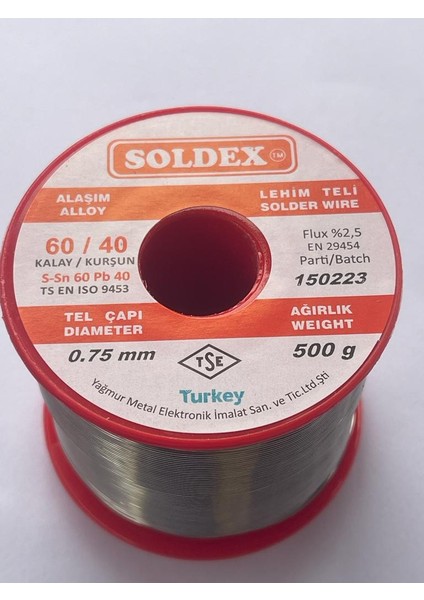 SOLDEX TM
ALAŞIM
ALLOY
LEHİM TELİ
SOLDER WIRE
60 / 40
KALAY / KURŞUN
S-Sn 60 Pb 40
TS EN ISO 9453
Flux %2,5
EN 29454
Parti/Batch
150223
TEL ÇAPI
DIAMETER
AĞIRLIK
WEIGHT
0.75 mm
TSE
500 g
Turkey
Yağmur Metal Elektronik İmalat San. ve Tic.Ltd.Şti